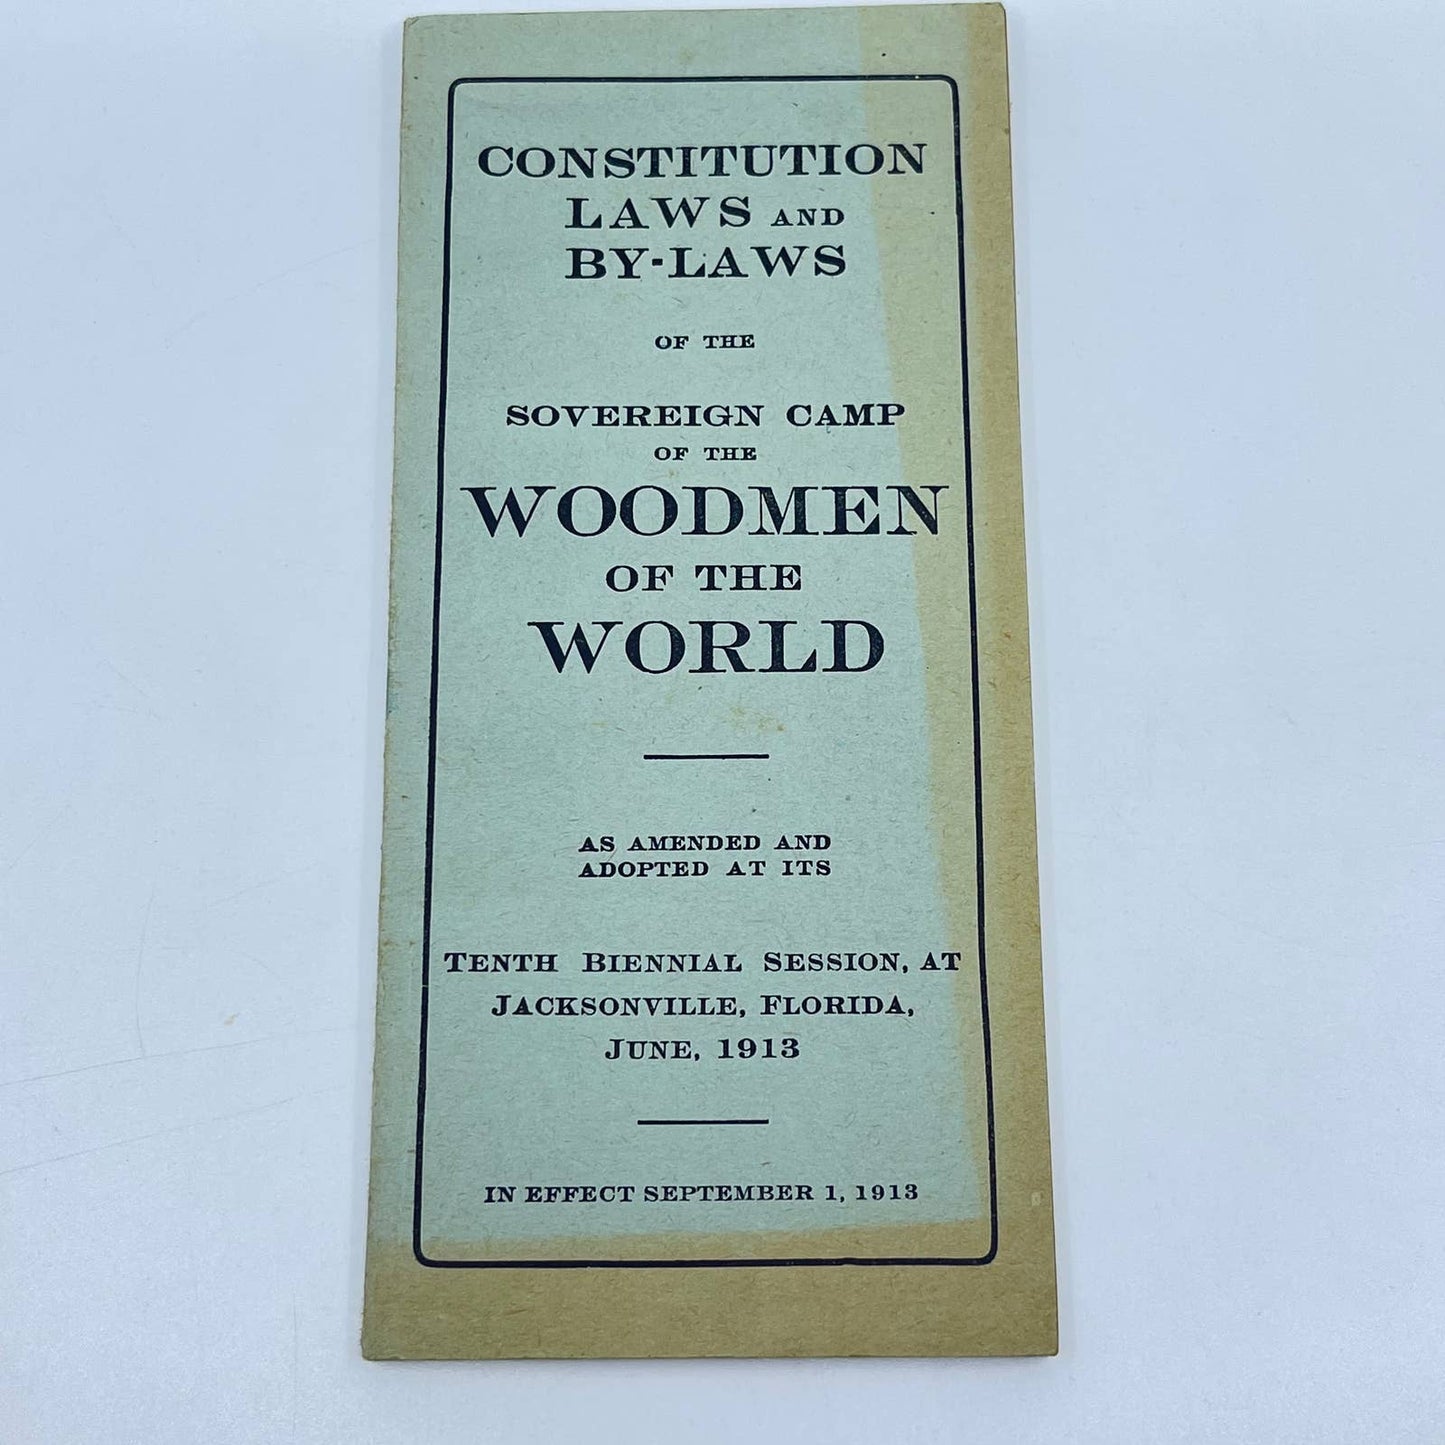 CONSTITUTION
LAWS AND
BY-LAWS
OF THE
SOVEREIGN CAMP
OF THE
WOODMEN
OF THE
WORLD
AS AMENDED AND
ADOPTED AT ITS
TENTH BIENNIAL SESSION, AT
JACKSONVILLE, FLORIDA,
JUNE, 1913
IN EFFECT SEPTEMBER 1, 1913